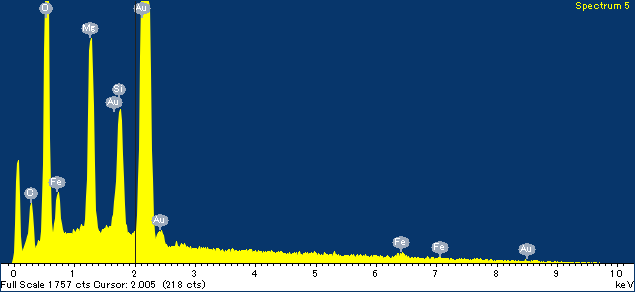 Spectrum 5
O Au
Mg
Si
Au
Fe
Au
Fe Fe Au
0 1 2 3 4 5 6 7 8 9 10
Full Scale 1757 cts Cursor: 2.005 (218 cts) keV